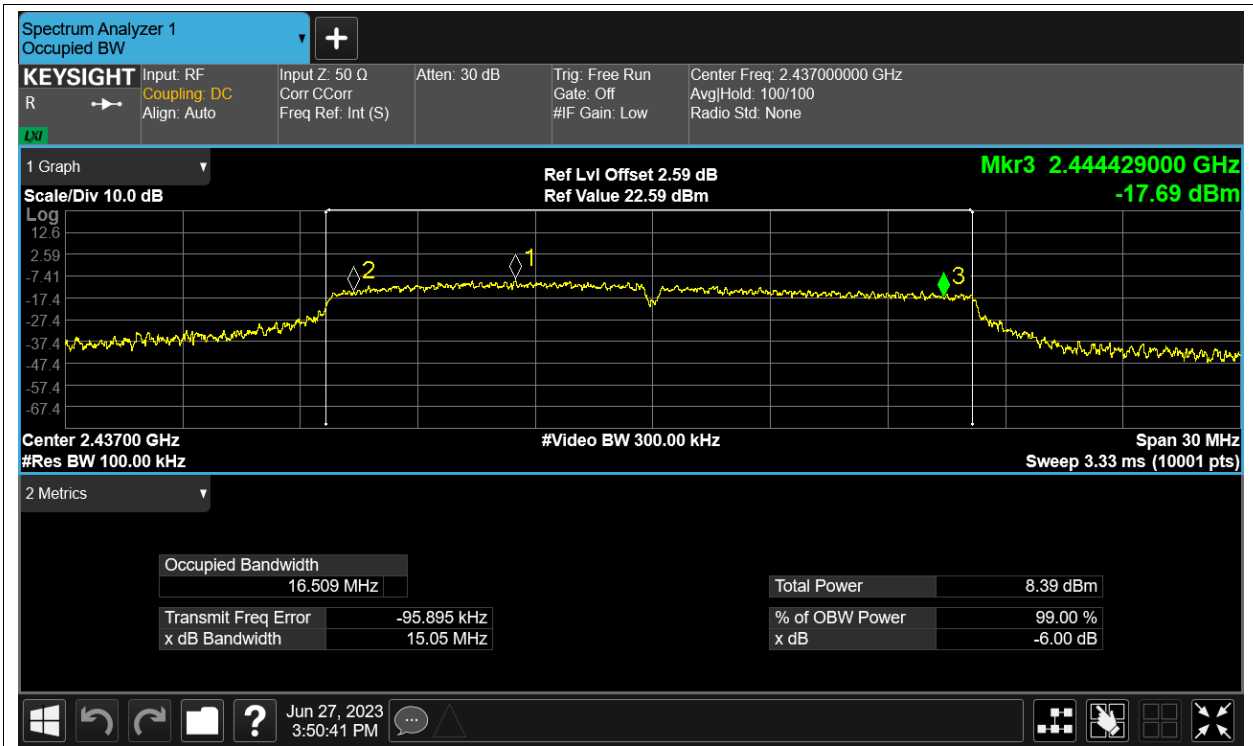 Spectrum Analyzer 1
Occupied BW
KEYSIGHT
R
LXI
Input: RF
Coupling: DC
Align: Auto
Input Z: 50 Ω
Corr CCorr
Freq Ref: Int (S)
Atten: 30 dB
Trig: Free Run
Gate: Off
#IF Gain: Low
Center Freq: 2.437000000 GHz
Avg|Hold: 100/100
Radio Std: None
1 Graph
Scale/Div 10.0 dB
Ref Lvl Offset 2.59 dB
Ref Value 22.59 dBm
Mkr3 2.444429000 GHz
-17.69 dBm
Log
12.6
2.59
-7.41
-17.4
-27.4
-37.4
-47.4
-57.4
-67.4
2
1
3
Center 2.43700 GHz
#Res BW 100.00 kHz
#Video BW 300.00 kHz
Span 30 MHz
Sweep 3.33 ms (10001 pts)
2 Metrics
Occupied Bandwidth
16.509 MHz
Transmit Freq Error -95.895 kHz
x dB Bandwidth 15.05 MHz
Total Power 8.39 dBm
% of OBW Power 99.00 %
x dB -6.00 dB
?
Jun 27, 2023
3:50:41 PM